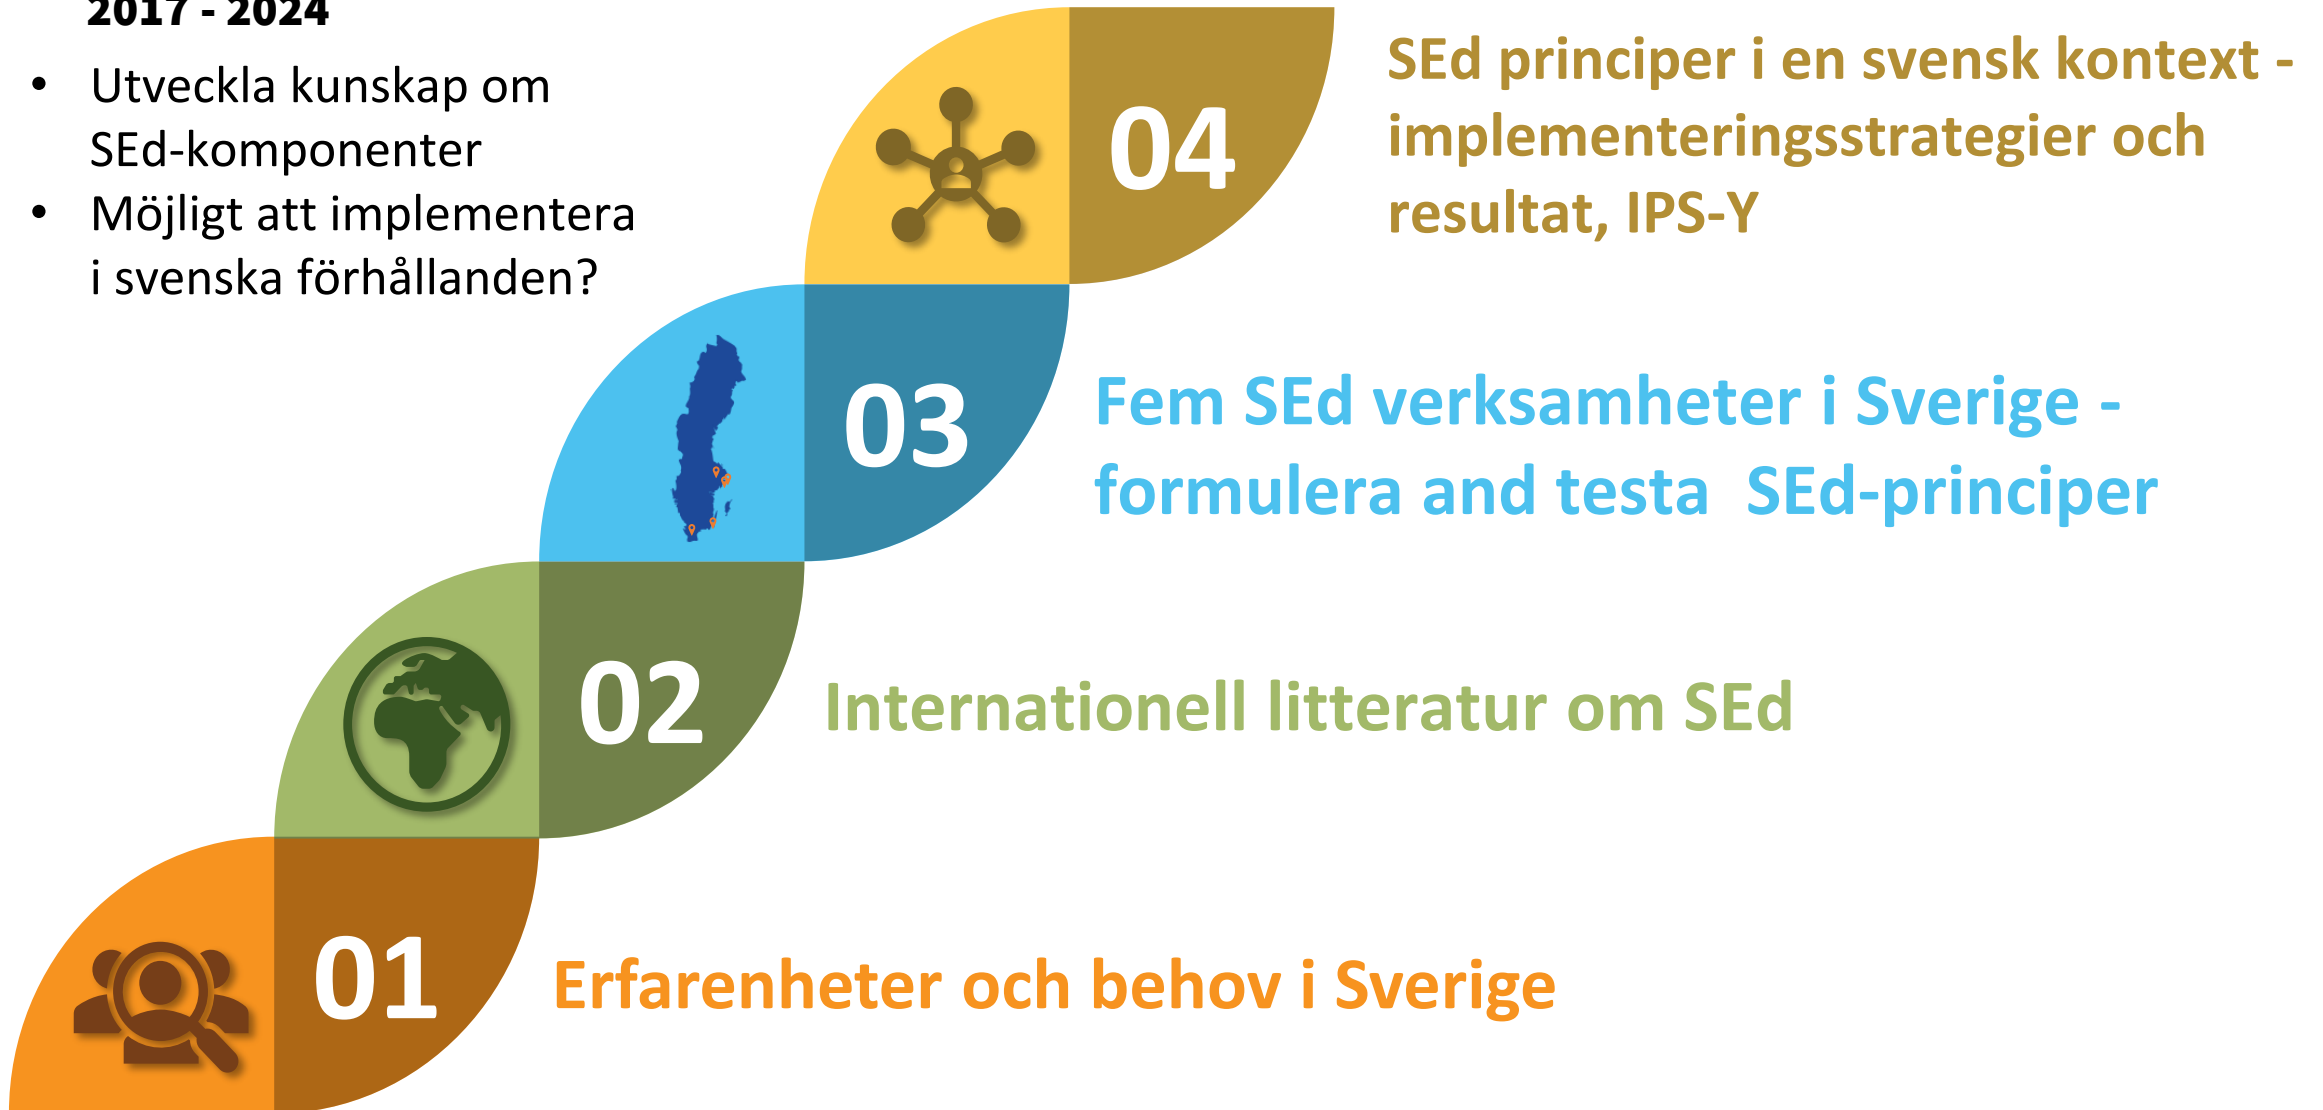 2017 - 2024
• Utveckla kunskap om
SEd-komponenter
• Möjligt att implementera
i svenska förhållanden?
04
SEd principer i en svensk kontext -
implementeringsstrategier och
resultat, IPS-Y
03
Fem SEd verksamheter i Sverige -
formulera and testa  SEd-principer
02
Internationell litteratur om SEd
01
Erfarenheter och behov i Sverige